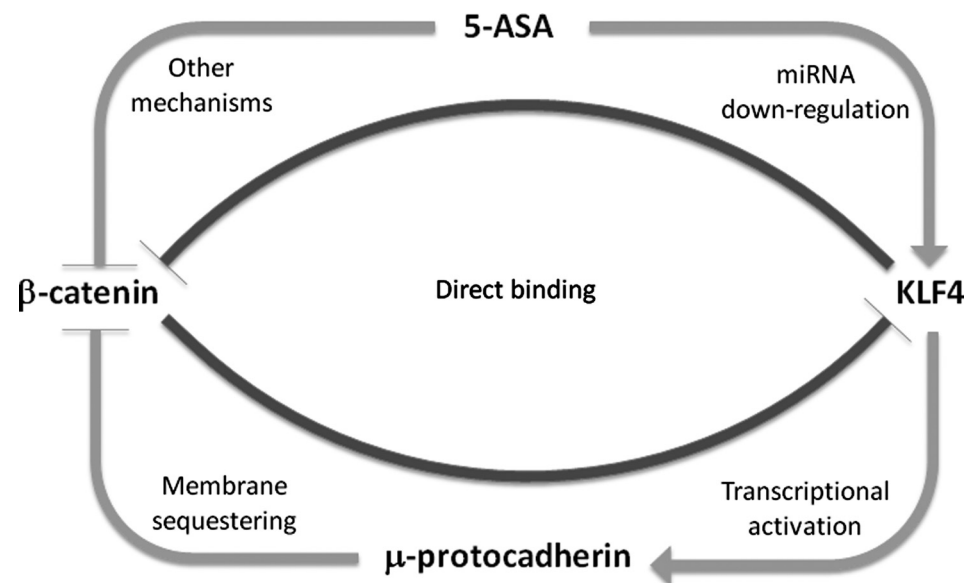 5-ASA
Other
mechanisms
miRNA
down-regulation
β-catenin
Direct binding
KLF4
Membrane
sequestering
Transcriptional
activation
μ-protocadherin